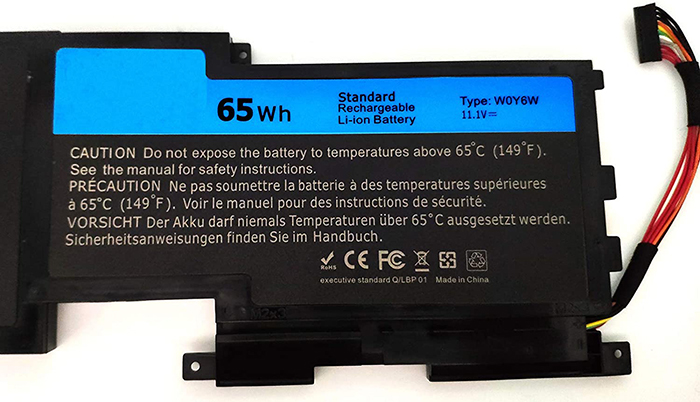 65Wh
Standard
Rechargeable
Li-ion Battery
Type: W0Y6W
11.1V⎓
CAUTION Do not expose the battery to temperatures above 65°C (149°F).
See the manual for safety instructions.
PRÉCAUTION Ne pas soumettre la batterie à des temperatures supérieures
à 65°C (149°F). Voir le manuel pour des instructions de sécurité.
VORSICHT Der Akku darf niemals Temperaturen über 65°C ausgesetzt werden.
Sicherheitsanweisungen finden Sie im Handbuch.
RoHS CE FC
executive standard Q/LBP 01 Made in China